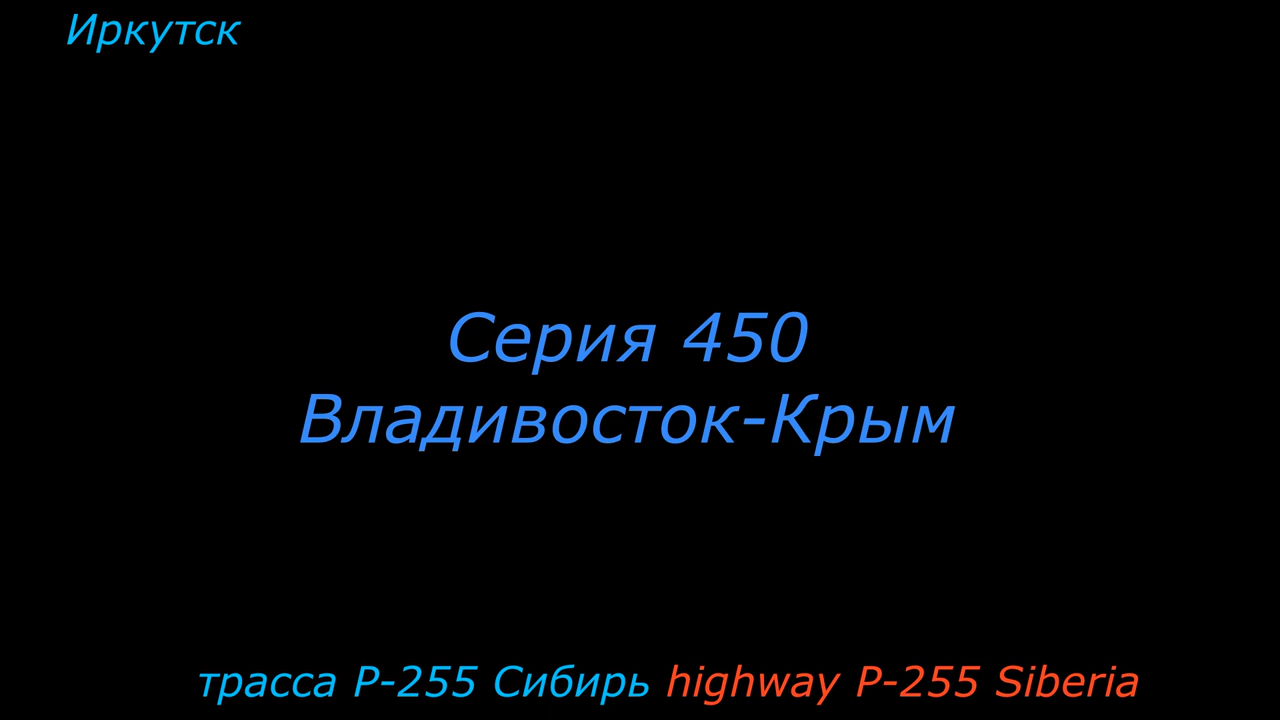 Иркутск
Серия 450
Владивосток-Крым
трасса Р-255 Сибирь highway P-255 Siberia